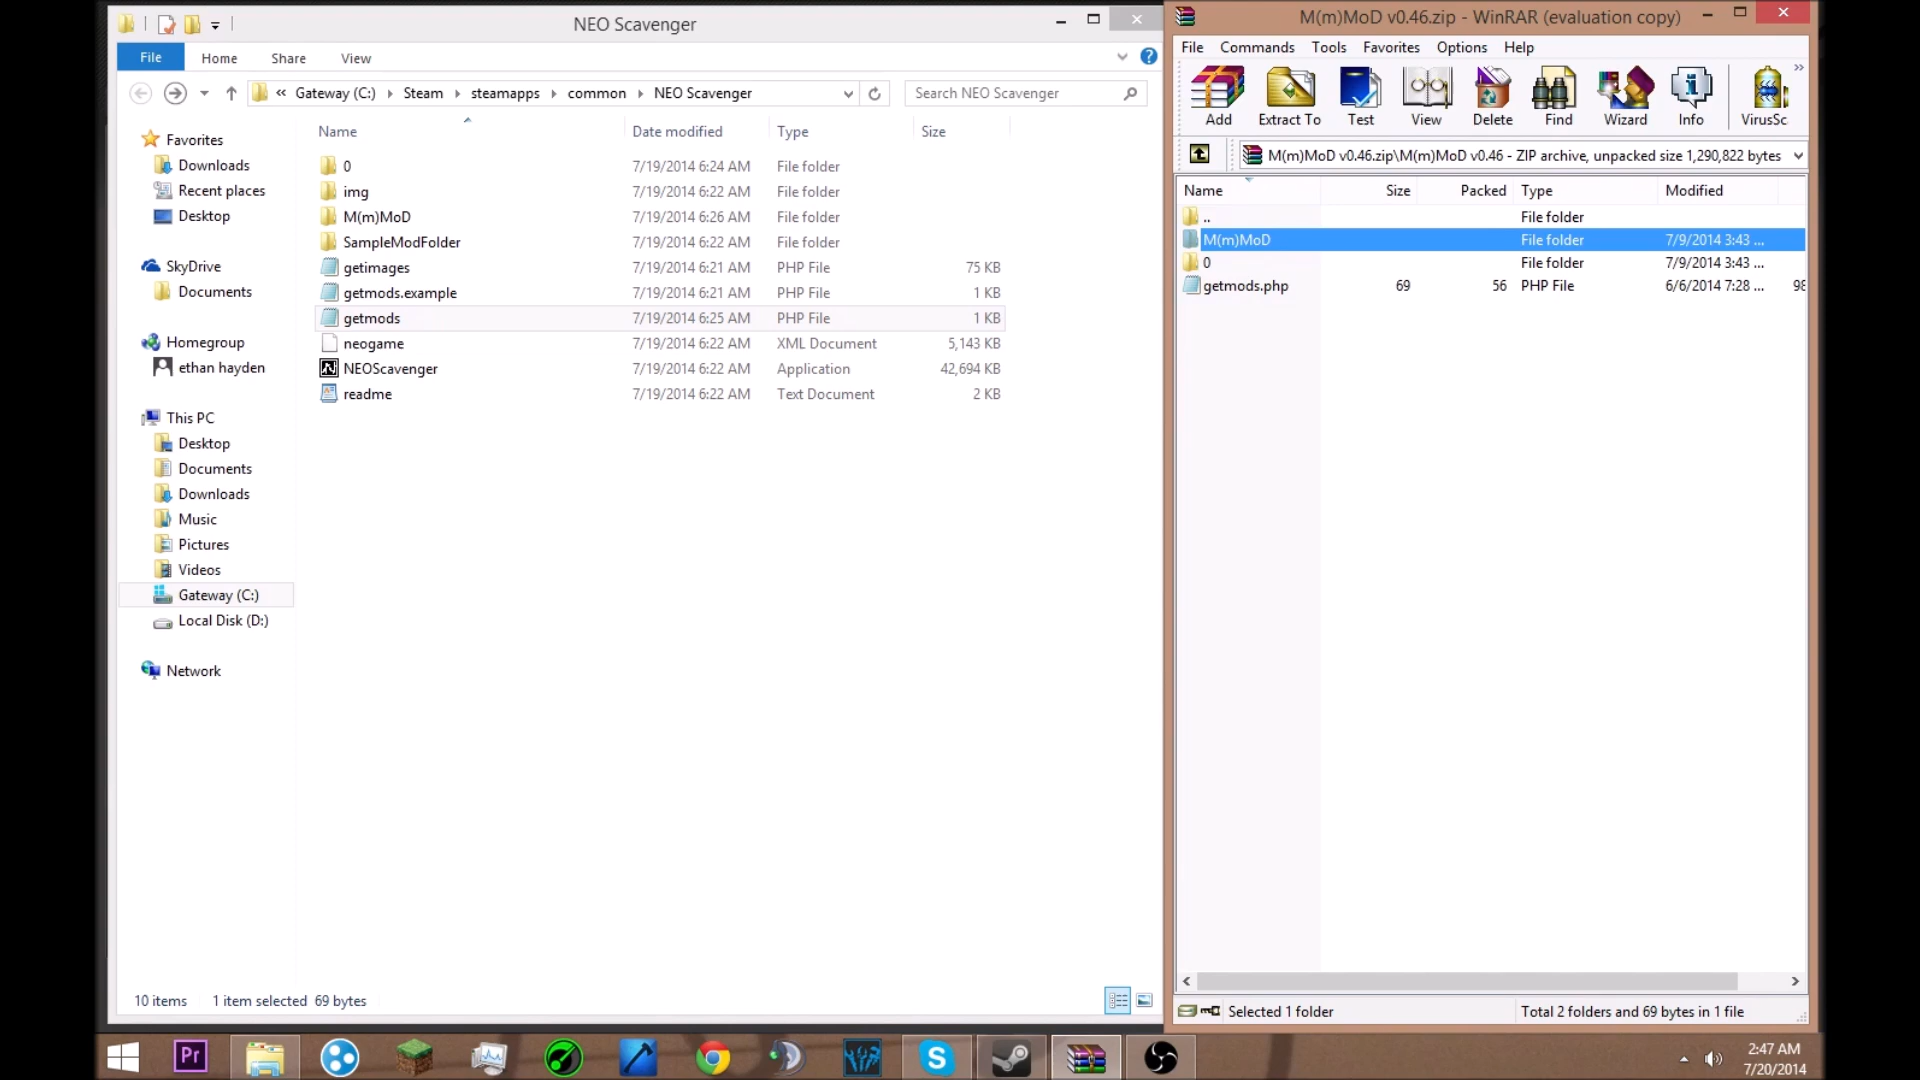 NEO Scavenger
File
Home
Share
View
« Gateway (C:) Steam steamapps common NEO Scavenger
Search NEO Scavenger
Favorites
Downloads
Recent places
Desktop
SkyDrive
Documents
Homegroup
ethan hayden
This PC
Desktop
Documents
Downloads
Music
Pictures
Videos
Gateway (C:)
Local Disk (D:)
Network
Name Date modified Type Size
0 7/19/2014 6:24 AM File folder
img 7/19/2014 6:22 AM File folder
M(m)MoD 7/19/2014 6:26 AM File folder
SampleModFolder 7/19/2014 6:22 AM File folder
getimages 7/19/2014 6:21 AM PHP File 75 KB
getmods.example 7/19/2014 6:21 AM PHP File 1 KB
getmods 7/19/2014 6:25 AM PHP File 1 KB
neogame 7/19/2014 6:22 AM XML Document 5,143 KB
NEOScavenger 7/19/2014 6:22 AM Application 42,694 KB
readme 7/19/2014 6:22 AM Text Document 2 KB
10 items 1 item selected 69 bytes
M(m)MoD v0.46.zip - WinRAR (evaluation copy)
File Commands Tools Favorites Options Help
Add Extract To Test View Delete Find Wizard Info VirusSc
M(m)MoD v0.46.zip\M(m)MoD v0.46 - ZIP archive, unpacked size 1,290,822 bytes
Name Size Packed Type Modified
.. File folder
M(m)MoD File folder 7/9/2014 3:43 ...
0 File folder 7/9/2014 3:43 ...
getmods.php 69 56 PHP File 6/6/2014 7:28 ... 98
Selected 1 folder
Total 2 folders and 69 bytes in 1 file
Pr
2:47 AM
7/20/2014